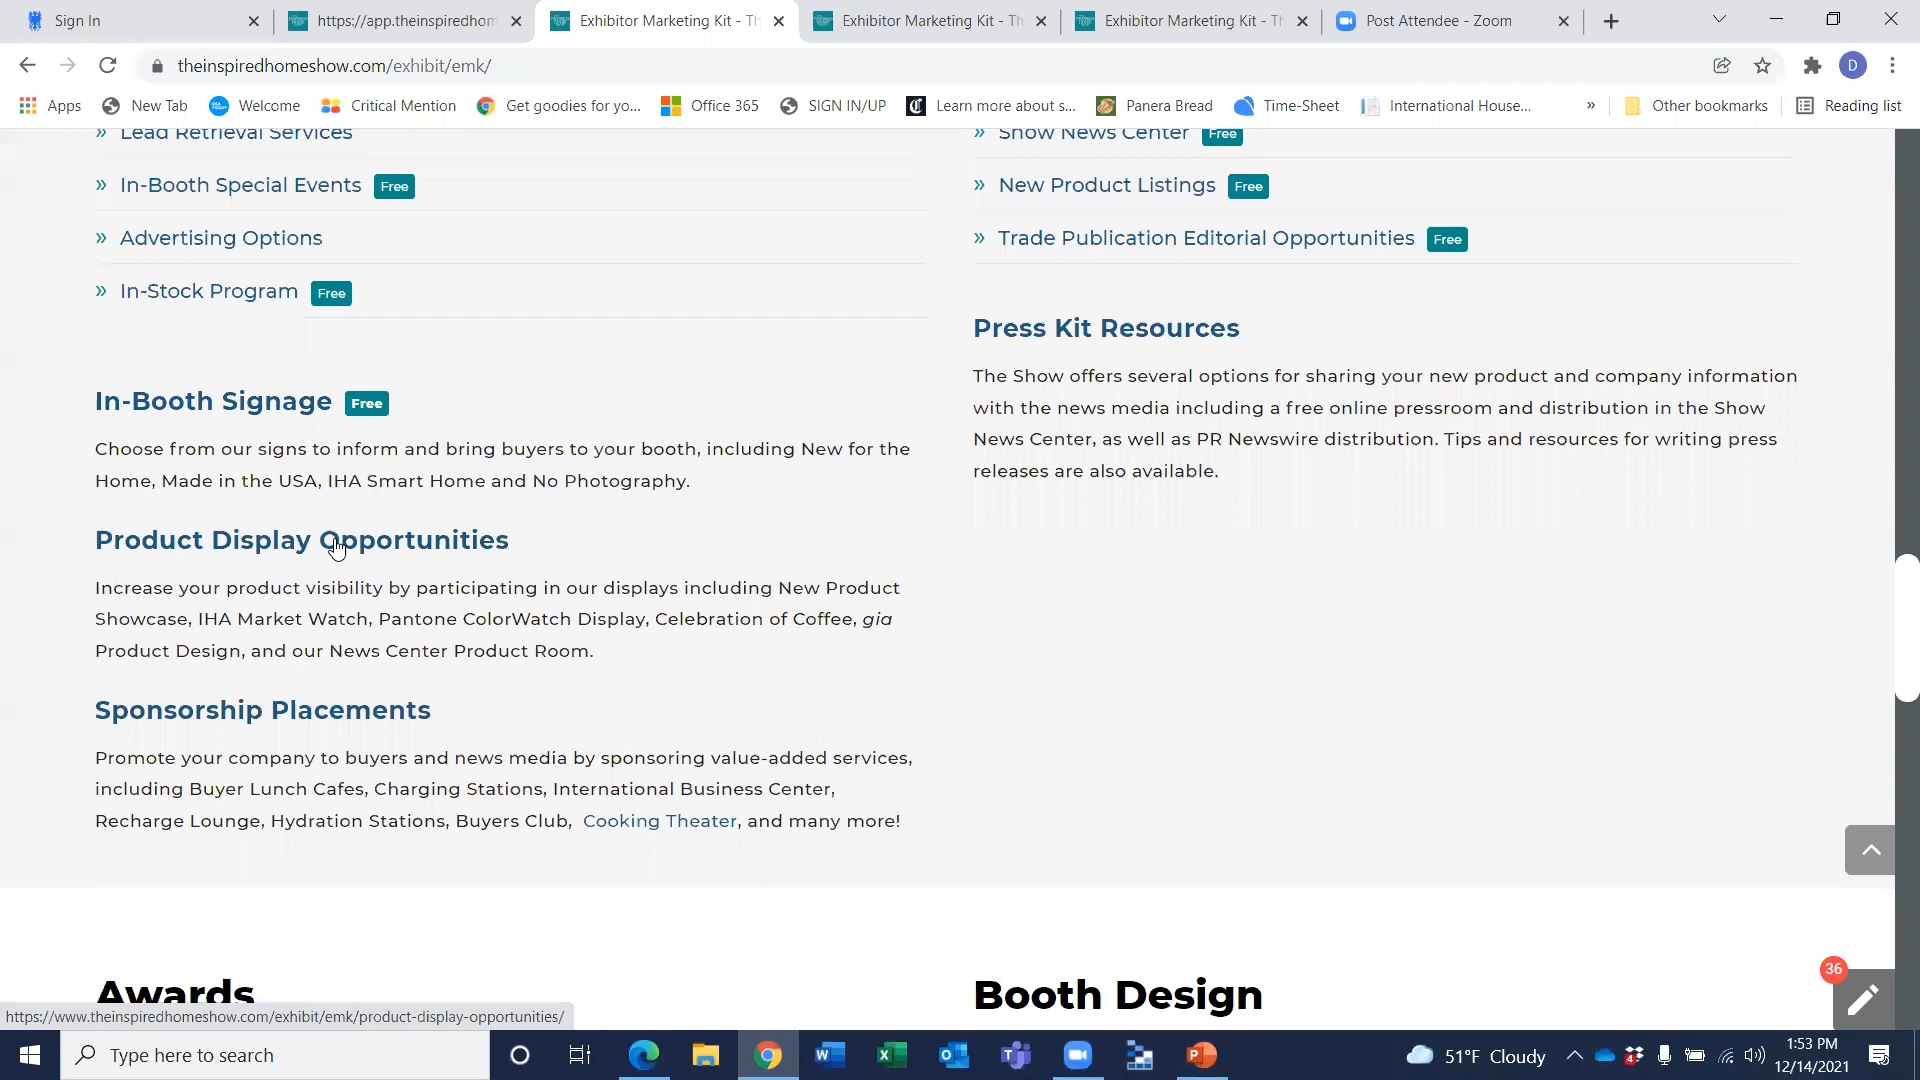 Sign In
https://app.theinspiredhom
Exhibitor Marketing Kit - Th
Exhibitor Marketing Kit - Th
Exhibitor Marketing Kit - Th
Post Attendee - Zoom
theinspiredhomeshow.com/exhibit/emk/
D
Apps
New Tab
Welcome
Critical Mention
Get goodies for yo...
Office 365
SIGN IN/UP
Learn more about s...
Panera Bread
Time-Sheet
International House...
»
Other bookmarks
Reading list
» Lead Retrieval Services
» In-Booth Special Events Free
» Advertising Options
» In-Stock Program Free
In-Booth Signage Free
Choose from our signs to inform and bring buyers to your booth, including New for the
Home, Made in the USA, IHA Smart Home and No Photography.
Product Display Opportunities
Increase your product visibility by participating in our displays including New Product
Showcase, IHA Market Watch, Pantone ColorWatch Display, Celebration of Coffee, gia
Product Design, and our News Center Product Room.
Sponsorship Placements
Promote your company to buyers and news media by sponsoring value-added services,
including Buyer Lunch Cafes, Charging Stations, International Business Center,
Recharge Lounge, Hydration Stations, Buyers Club, Cooking Theater, and many more!
» Show News Center Free
» New Product Listings Free
» Trade Publication Editorial Opportunities Free
Press Kit Resources
The Show offers several options for sharing your new product and company information
with the news media including a free online pressroom and distribution in the Show
News Center, as well as PR Newswire distribution. Tips and resources for writing press
releases are also available.
Awards
Booth Design
36
https://www.theinspiredhomeshow.com/exhibit/emk/product-display-opportunities/
Type here to search
51°F Cloudy
4
1:53 PM
12/14/2021